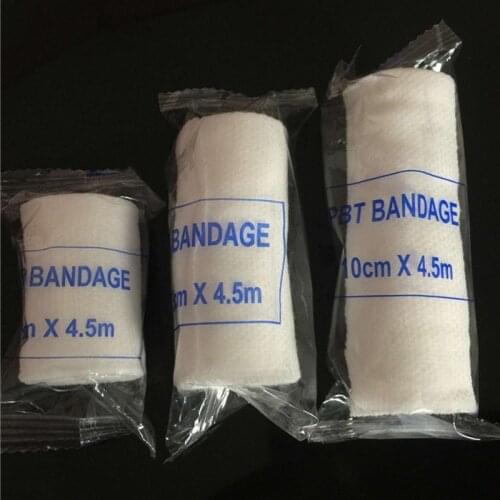 BANDAGE
m X 4.5m
BANDAGE
m X 4.5m
PBT BANDAGE
10cm X 4.5m